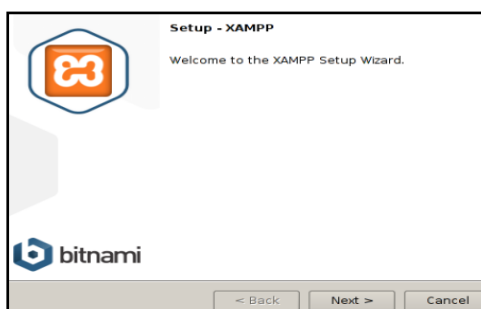 Setup - XAMPP
Welcome to the XAMPP Setup Wizard.
bitnami
< Back
Next >
Cancel